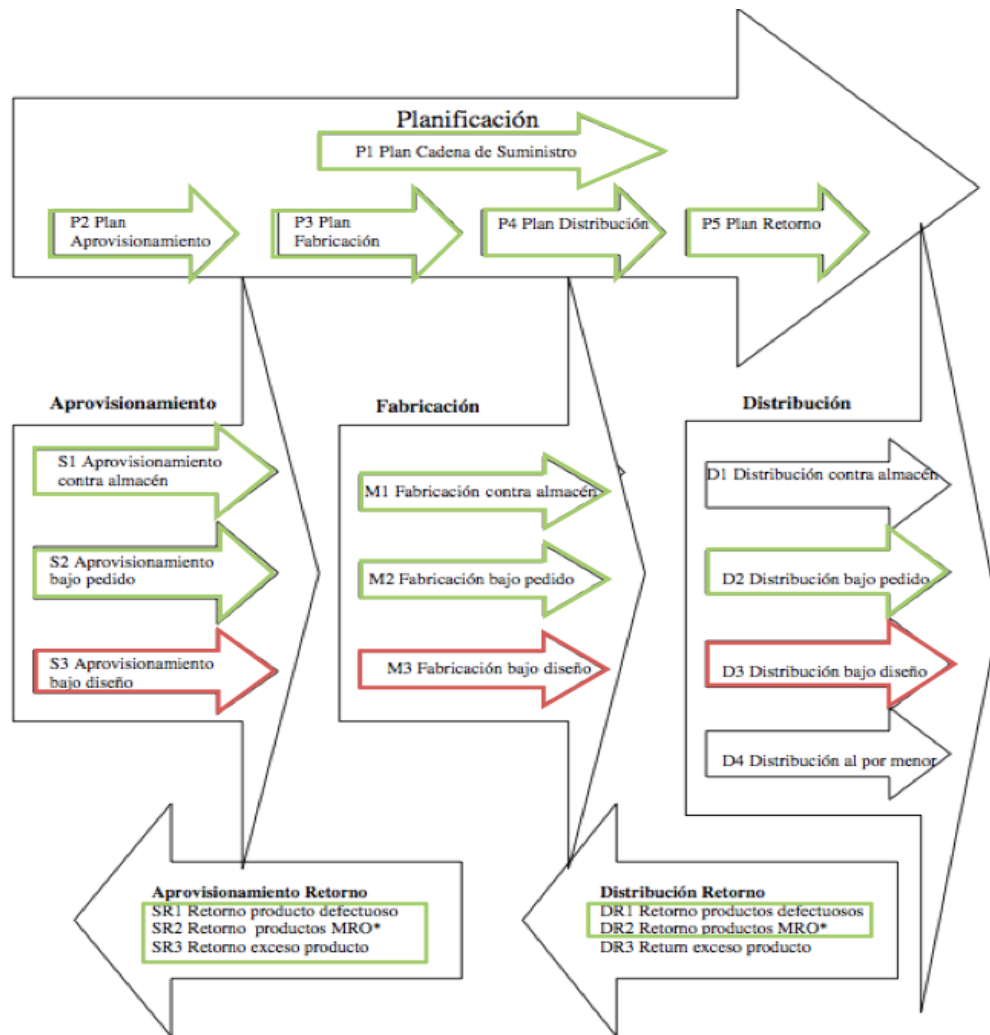 Planificación
P1 Plan Cadena de Suministro
P2 Plan
Aprovisionamiento
P3 Plan
Fabricación
P4 Plan Distribución
P5 Plan Retorno
Aprovisionamiento
S1 Aprovisionamiento
contra almacén
S2 Aprovisionamiento
bajo pedido
S3 Aprovisionamiento
bajo diseño
Fabricación
M1 Fabricación contra almacén
M2 Fabricación bajo pedido
M3 Fabricación bajo diseño
Distribución
D1 Distribución contra almacén
D2 Distribución bajo pedido
D3 Distribución bajo diseño
D4 Distribución al por menor
Aprovisionamiento Retorno
SR1 Retorno producto defectuoso
SR2 Retorno productos MRO*
SR3 Retorno exceso producto
Distribución Retorno
DR1 Retorno productos defectuosos
DR2 Retorno productos MRO*
DR3 Return exceso producto